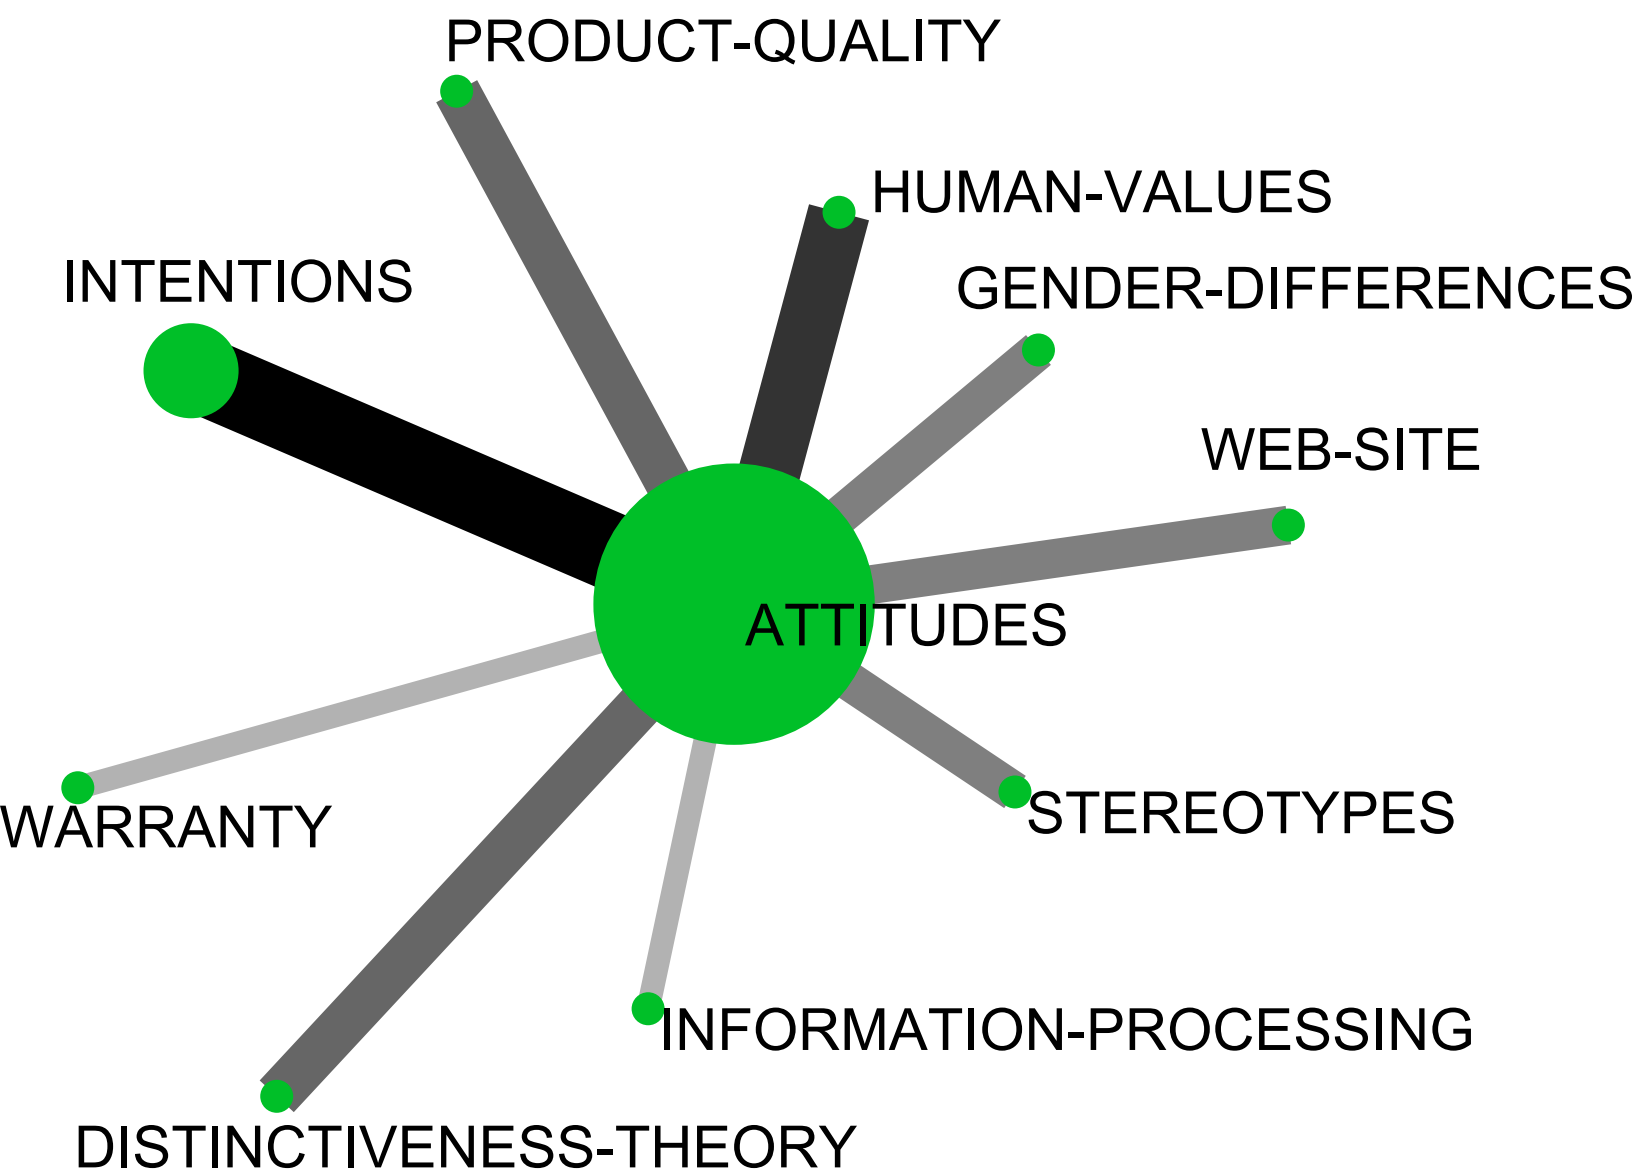 PRODUCT-QUALITY
HUMAN-VALUES
INTENTIONS
GENDER-DIFFERENCES
WEB-SITE
ATTITUDES
STEREOTYPES
WARRANTY
INFORMATION-PROCESSING
DISTINCTIVENESS-THEORY